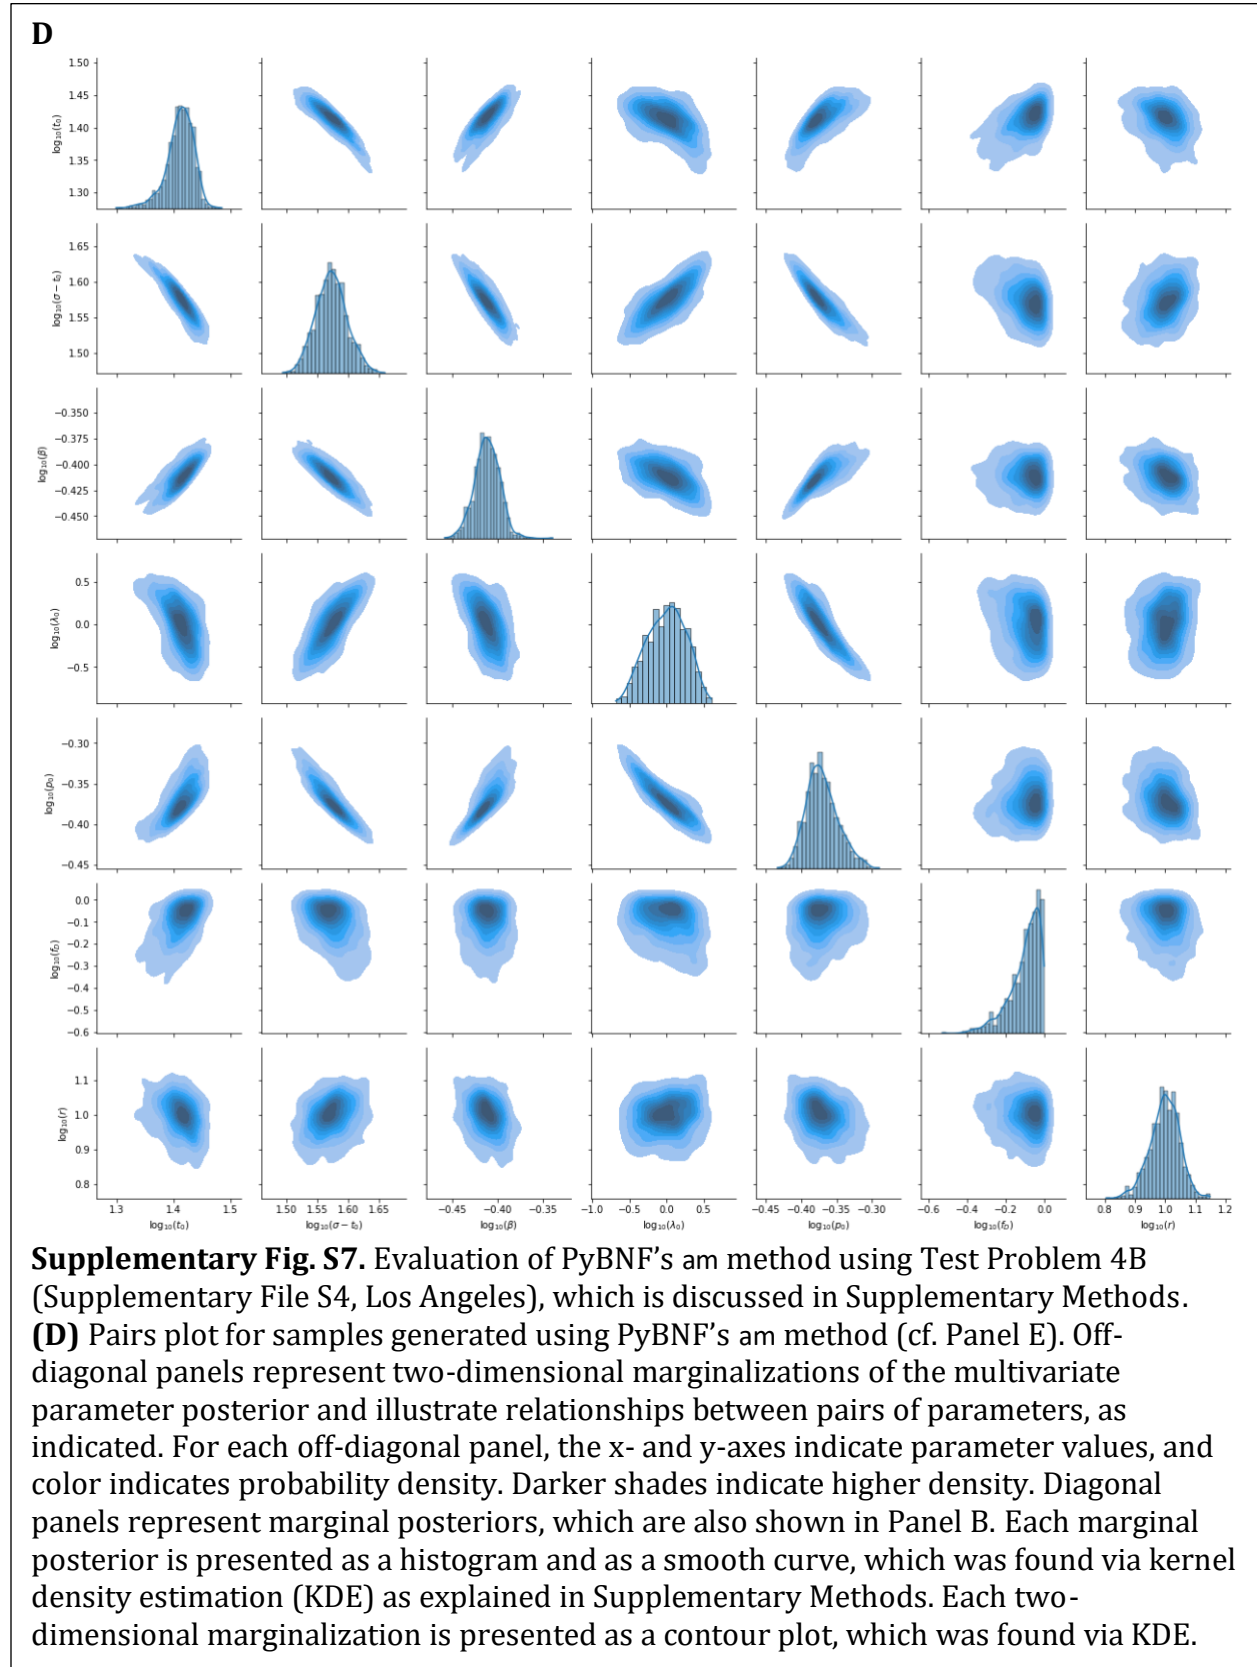 D
1.50
1.45
1.40
1.35
1.30
log₁₀(t₀)
1.65
1.60
1.55
1.50
log₁₀(σ − t₀)
−0.350
−0.375
−0.400
−0.425
−0.450
log₁₀(β)
0.5
0.0
−0.5
log₁₀(λ₀)
−0.30
−0.35
−0.40
−0.45
log₁₀(p₀)
0.0
−0.1
−0.2
−0.3
−0.4
−0.5
−0.6
log₁₀(f_D)
1.1
1.0
0.9
0.8
log₁₀(r)
1.3 1.4 1.5 1.50 1.55 1.60 1.65 −0.45 −0.40 −0.35 −1.0 −0.5 0.0 0.5 −0.45 −0.40 −0.35 −0.30 −0.6 −0.4 −0.2 0.0 0.8 0.9 1.0 1.1 1.2
log₁₀(t₀) log₁₀(σ − t₀) log₁₀(β) log₁₀(λ₀) log₁₀(p₀) log₁₀(f_D) log₁₀(r)
Supplementary Fig. S7. Evaluation of PyBNF’s am method using Test Problem 4B
(Supplementary File S4, Los Angeles), which is discussed in Supplementary Methods.
(D) Pairs plot for samples generated using PyBNF’s am method (cf. Panel E). Off-
diagonal panels represent two-dimensional marginalizations of the multivariate
parameter posterior and illustrate relationships between pairs of parameters, as
indicated. For each off-diagonal panel, the x- and y-axes indicate parameter values, and
color indicates probability density. Darker shades indicate higher density. Diagonal
panels represent marginal posteriors, which are also shown in Panel B. Each marginal
posterior is presented as a histogram and as a smooth curve, which was found via kernel
density estimation (KDE) as explained in Supplementary Methods. Each two-
dimensional marginalization is presented as a contour plot, which was found via KDE.